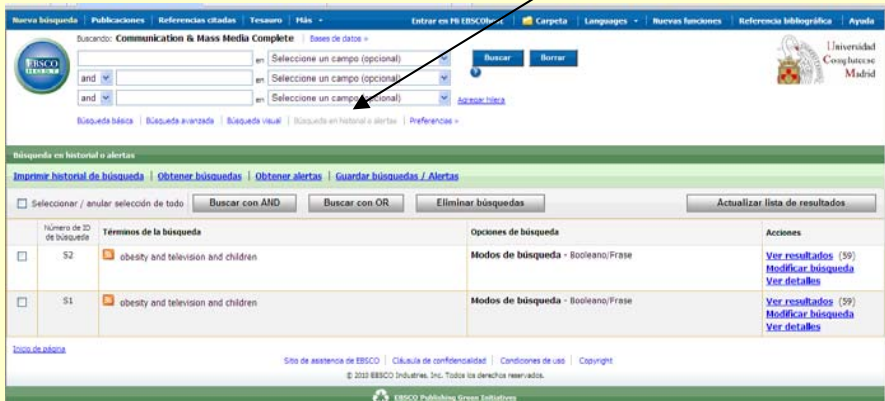 Nueva búsqueda | Publicaciones | Referencias citadas | Tesauro | Más Entrar en Mi EBSCOhost | Carpeta | Languages | Nuevas funciones | Referencia bibliográfica | Ayuda
Buscando: Communication & Mass Media Complete | Bases de datos »
EBSCO
HOST
en Seleccione un campo (opcional) Buscar Borrar
and en Seleccione un campo (opcional)
and en Seleccione un campo (opcional) Agregar hilera
Universidad
Complutense
Madrid
Búsqueda básica | Búsqueda avanzada | Búsqueda visual | Búsqueda en historial o alertas | Preferencias »
Búsqueda en historial o alertas
Imprimir historial de búsqueda | Obtener búsquedas | Obtener alertas | Guardar búsquedas / Alertas
Seleccionar / anular selección de todo Buscar con AND Buscar con OR Eliminar búsquedas Actualizar lista de resultados
Número de ID de búsqueda Términos de la búsqueda Opciones de búsqueda Acciones
S2 obesity and television and children Modos de búsqueda - Booleano/Frase Ver resultados (59)
Modificar búsqueda
Ver detalles
S1 obesity and television and children Modos de búsqueda - Booleano/Frase Ver resultados (59)
Modificar búsqueda
Ver detalles
Inicio de página
Sitio de asistencia de EBSCO | Cláusula de confidencialidad | Condiciones de uso | Copyright
© 2010 EBSCO Industries, Inc. Todos los derechos reservados.
EBSCO Publishing Green Initiatives